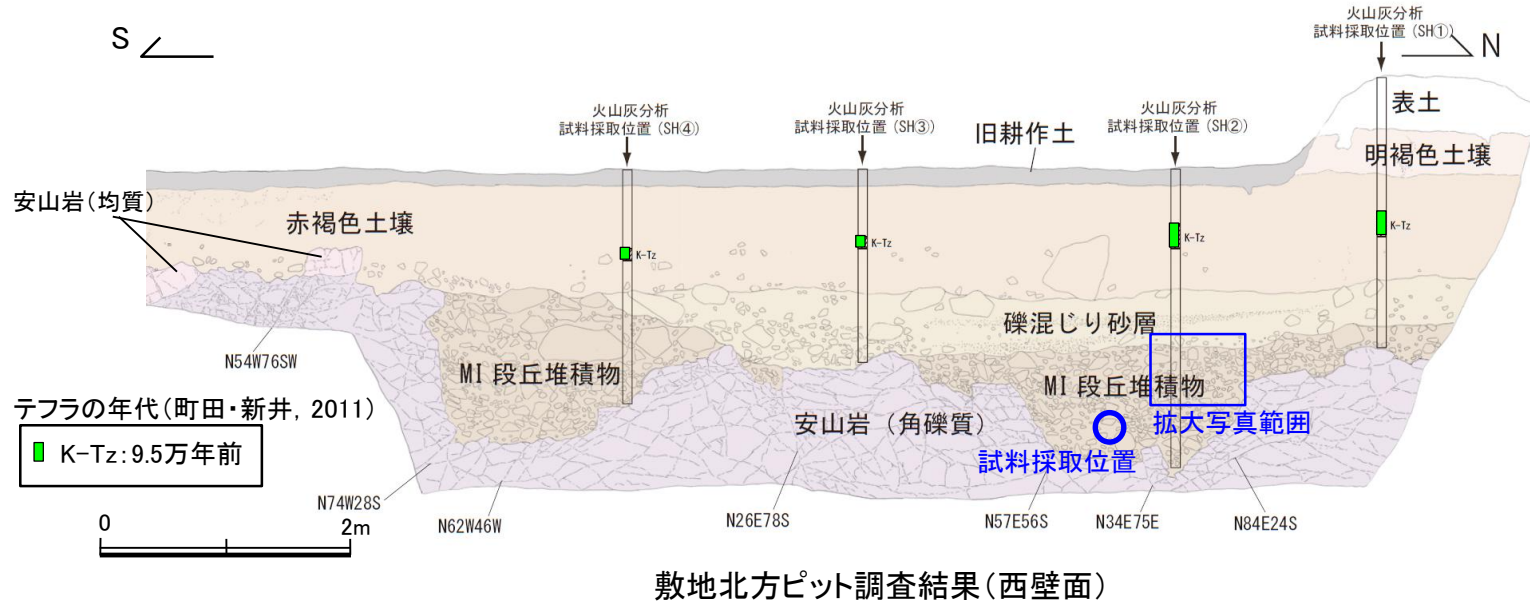 S
N
火山灰分析
試料採取位置(SH①)
火山灰分析
試料採取位置(SH④)
火山灰分析
試料採取位置(SH③)
火山灰分析
試料採取位置(SH②)
表土
旧耕作土
明褐色土壌
安山岩(均質)
赤褐色土壌
K-Tz
K-Tz
K-Tz
K-Tz
礫混じり砂層
N54W76SW
MI 段丘堆積物
MI 段丘堆積物
テフラの年代(町田・新井, 2011)
K-Tz:9.5万年前
安山岩(角礫質)
拡大写真範囲
試料採取位置
N74W28S
N62W46W
N26E78S
N57E56S
N34E75E
N84E24S
0
2m
敷地北方ピット調査結果(西壁面)